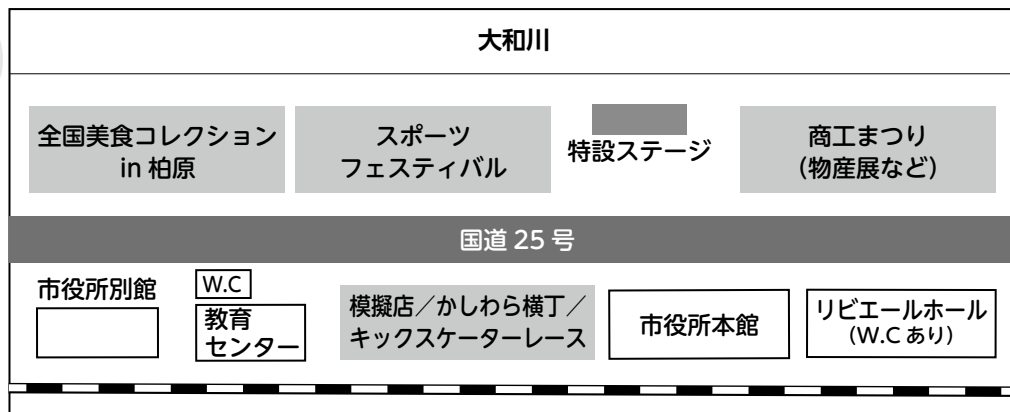 大和川
全国美食コレクション
in 柏原
スポーツ
フェスティバル
特設ステージ
商工まつり
(物産展など)
国道 25 号
市役所別館
W.C
教育
センター
模擬店／かしわら横丁／
キックスケーターレース
市役所本館
リビエールホール
(W.C あり)